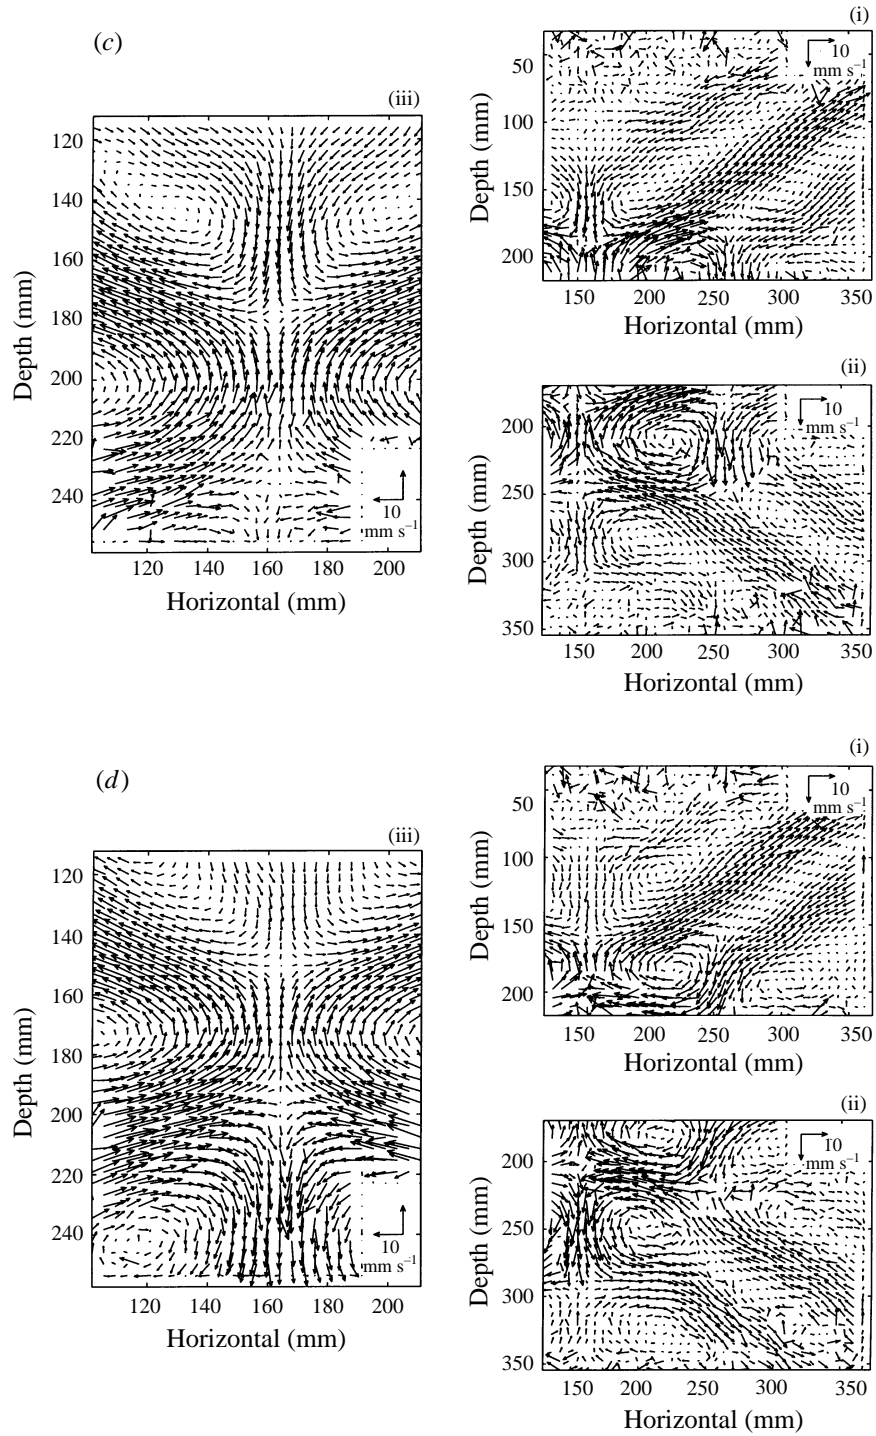 (c)
(iii)
120
140
160
180
200
220
240
Depth (mm)
10
mm s⁻¹
120 140 160 180 200
Horizontal (mm)
(i)
50
100
150
200
Depth (mm)
10
mm s⁻¹
150 200 250 300 350
Horizontal (mm)
(ii)
200
250
300
350
Depth (mm)
10
mm s⁻¹
150 200 250 300 350
Horizontal (mm)
(d)
(iii)
120
140
160
180
200
220
240
Depth (mm)
10
mm s⁻¹
120 140 160 180 200
Horizontal (mm)
(i)
50
100
150
200
Depth (mm)
10
mm s⁻¹
150 200 250 300 350
Horizontal (mm)
(ii)
200
250
300
350
Depth (mm)
10
mm s⁻¹
150 200 250 300 350
Horizontal (mm)